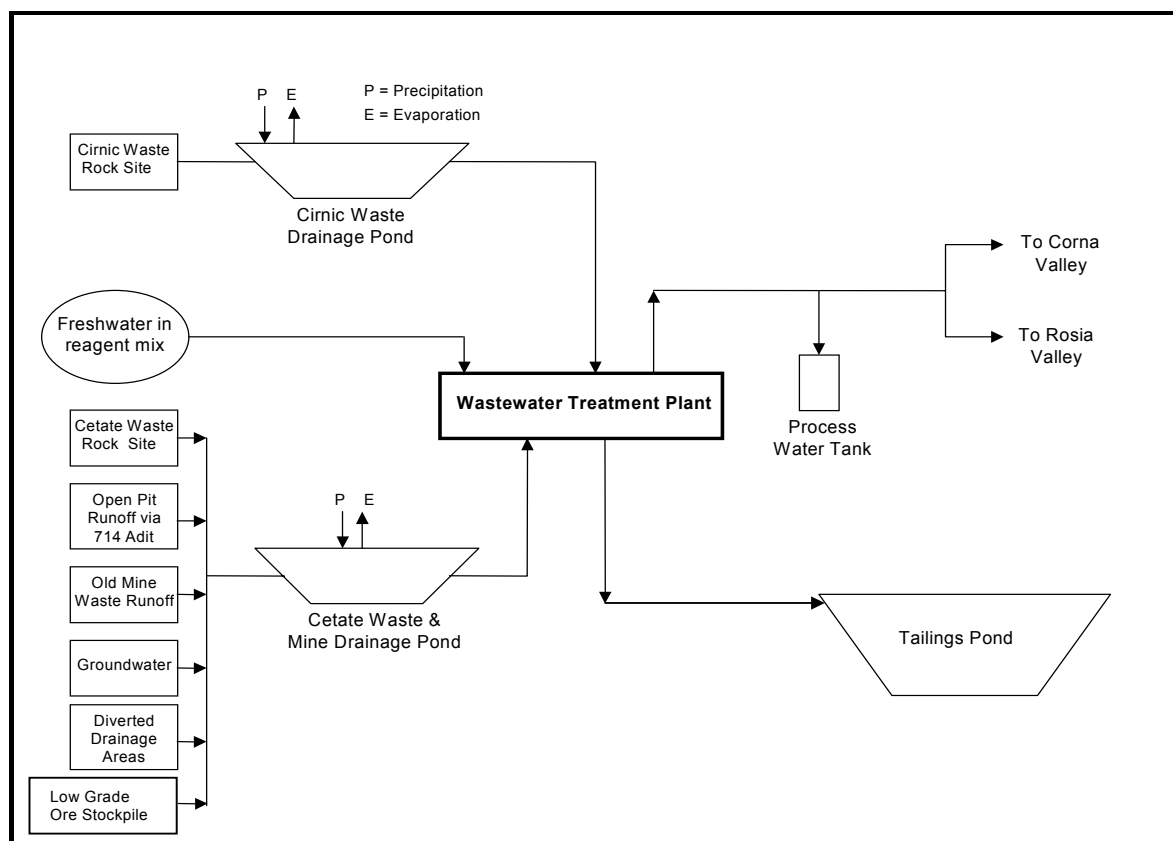 P E
P = Precipitation
E = Evaporation
Cirnic Waste
Rock Site
Cirnic Waste
Drainage Pond
To Corna
Valley
Freshwater in
reagent mix
To Rosia
Valley
Wastewater Treatment Plant
Process
Water Tank
Cetate Waste
Rock Site
Open Pit
Runoff via
714 Adit
P E
Old Mine
Waste Runoff
Cetate Waste &
Mine Drainage Pond
Tailings Pond
Groundwater
Diverted
Drainage
Areas
Low Grade
Ore Stockpile